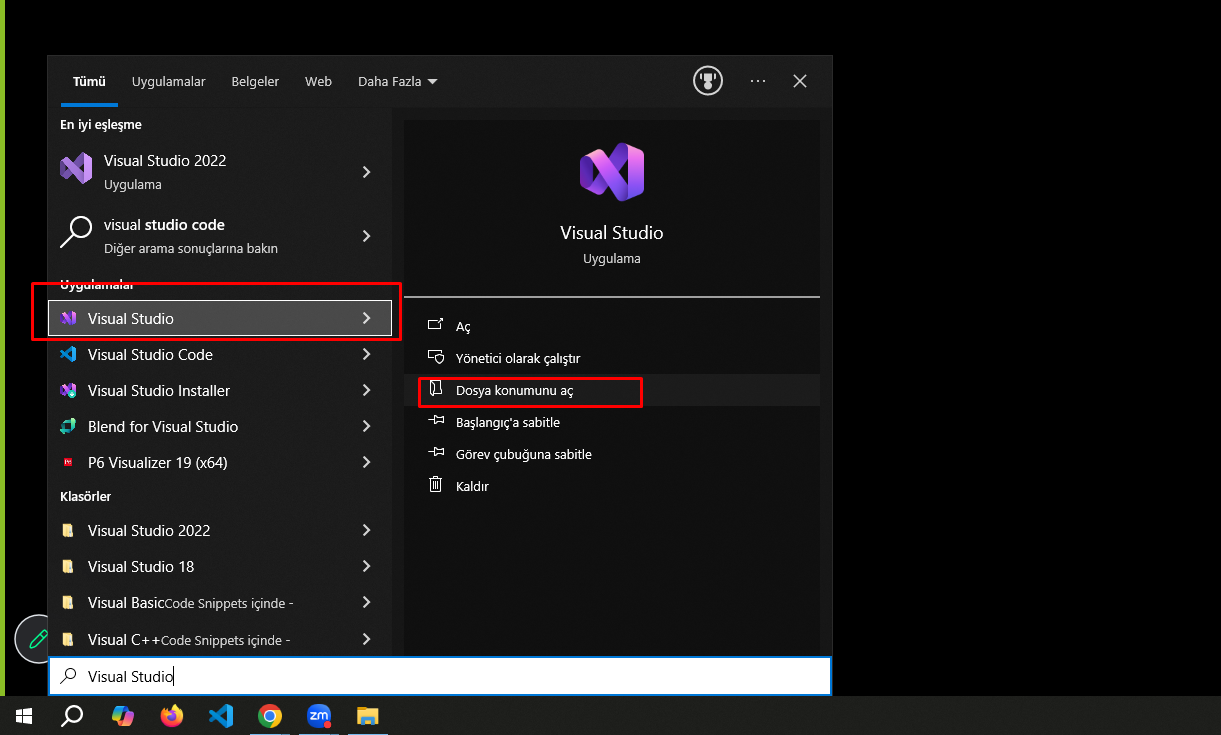 Tümü Uygulamalar Belgeler Web Daha Fazla
En iyi eşleşme
Visual Studio 2022
Uygulama
visual studio code
Diğer arama sonuçlarına bakın
Uygulamalar
Visual Studio
Visual Studio Code
Visual Studio Installer
Blend for Visual Studio
P6 Visualizer 19 (x64)
Klasörler
Visual Studio 2022
Visual Studio 18
Visual Basic Code Snippets içinde -
Visual C++ Code Snippets içinde -
Visual Studio
Uygulama
Aç
Yönetici olarak çalıştır
Dosya konumunu aç
Başlangıç'a sabitle
Görev çubuğuna sabitle
Kaldır
Visual Studio
zm